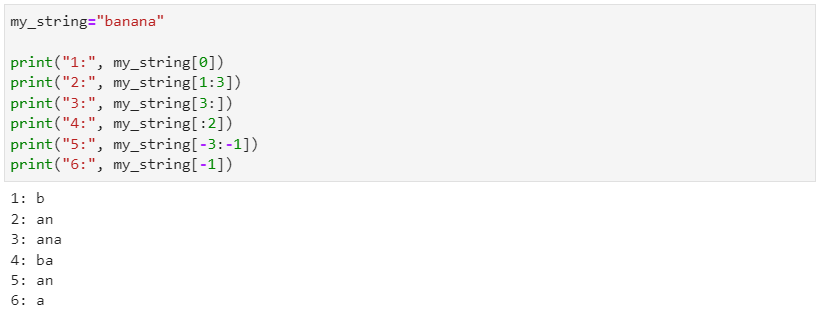 my_string="banana"
print("1:", my_string[0])
print("2:", my_string[1:3])
print("3:", my_string[3:])
print("4:", my_string[:2])
print("5:", my_string[-3:-1])
print("6:", my_string[-1])
1: b
2: an
3: ana
4: ba
5: an
6: a